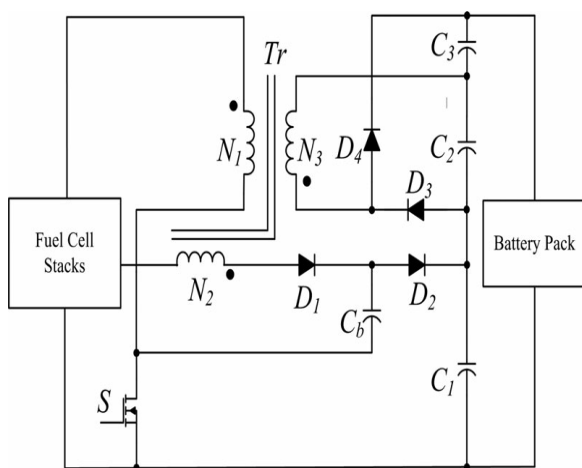 C3
Tr
N1
N3
D4
C2
D3
Fuel Cell
Stacks
Battery Pack
N2
D1
D2
Cb
C1
S